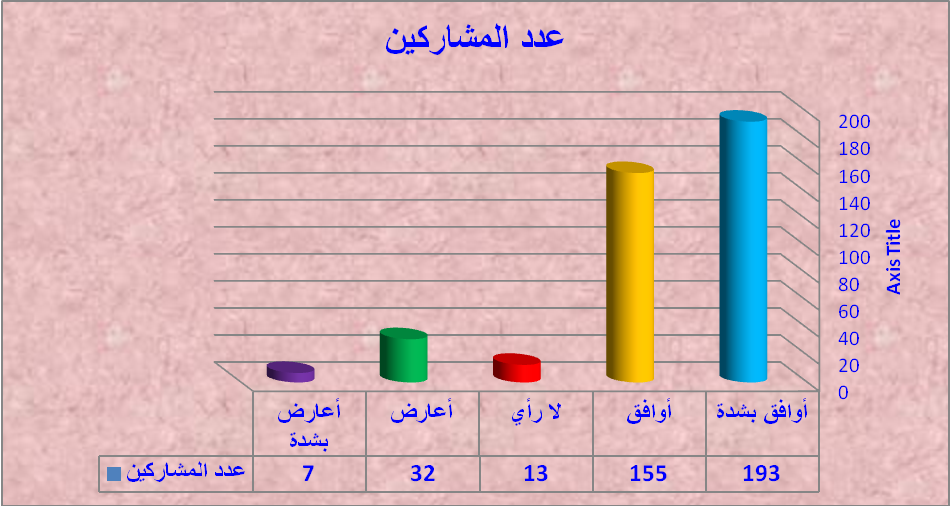 عدد المشاركين
200
180
160
140
120
100
80
60
40
20
0
Axis Title
أوافق بشدة
أوافق
لا رأي
أعارض
أعارض
بشدة
عدد المشاركين
193
155
13
32
7